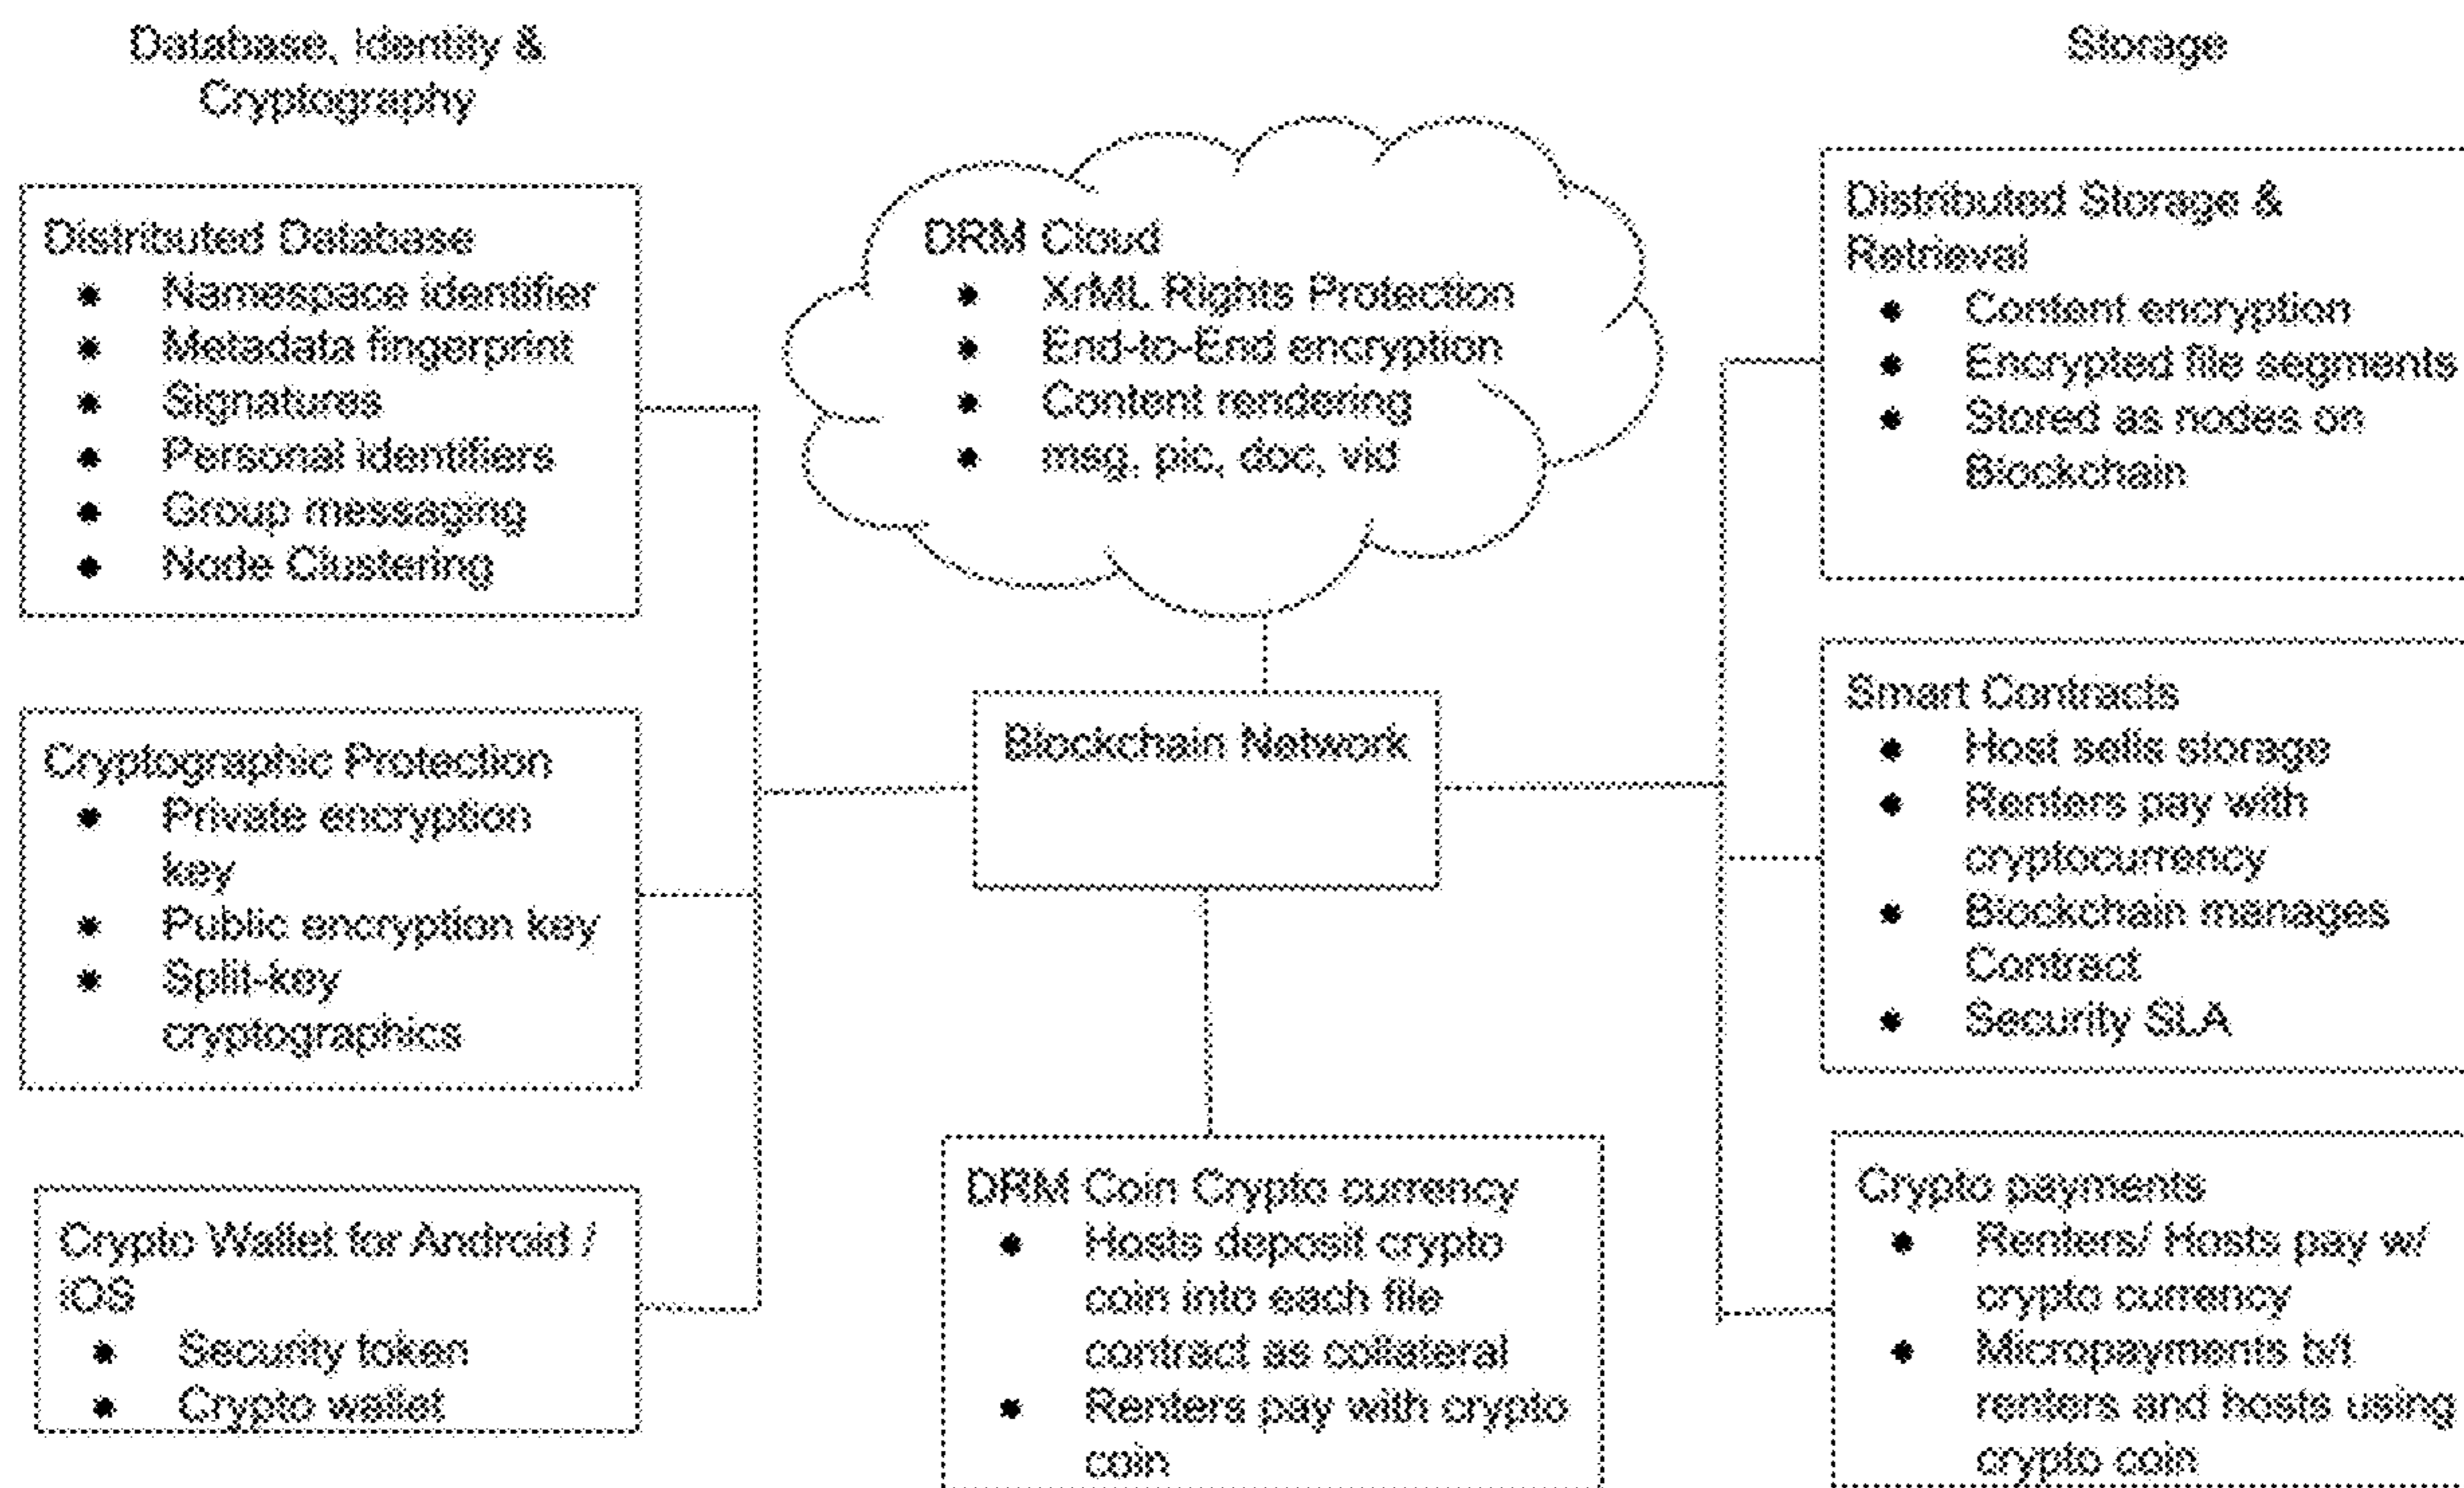 Database, Identity &
Cryptography
Distributed Database
Namespace identifier
Metadata fingerprint
Signatures
Personal identifiers
Group messaging
Node Clustering
Cryptographic Protection
Private encryption
key
Public encryption key
Split-key
cryptographics
Crypto Wallet for Android /
iOS
Security token
Crypto wallet
DRM Cloud
XrML Rights Protection
End-to-End encryption
Content rendering
msg, pic, doc, vid
Blockchain Network
DRM Coin Crypto currency
Hosts deposit crypto
coin into each file
contract as collateral
Renters pay with crypto
coin
Storage
Distributed Storage &
Retrieval
Content encryption
Encrypted file segments
Stored as nodes on
Blockchain
Smart Contracts
Host sells storage
Renters pay with
cryptocurrency
Blockchain manages
Contract
Security SLA
Crypto payments
Renters/ Hosts pay w/
crypto currency
Micropayments b/t
renters and hosts using
crypto coin